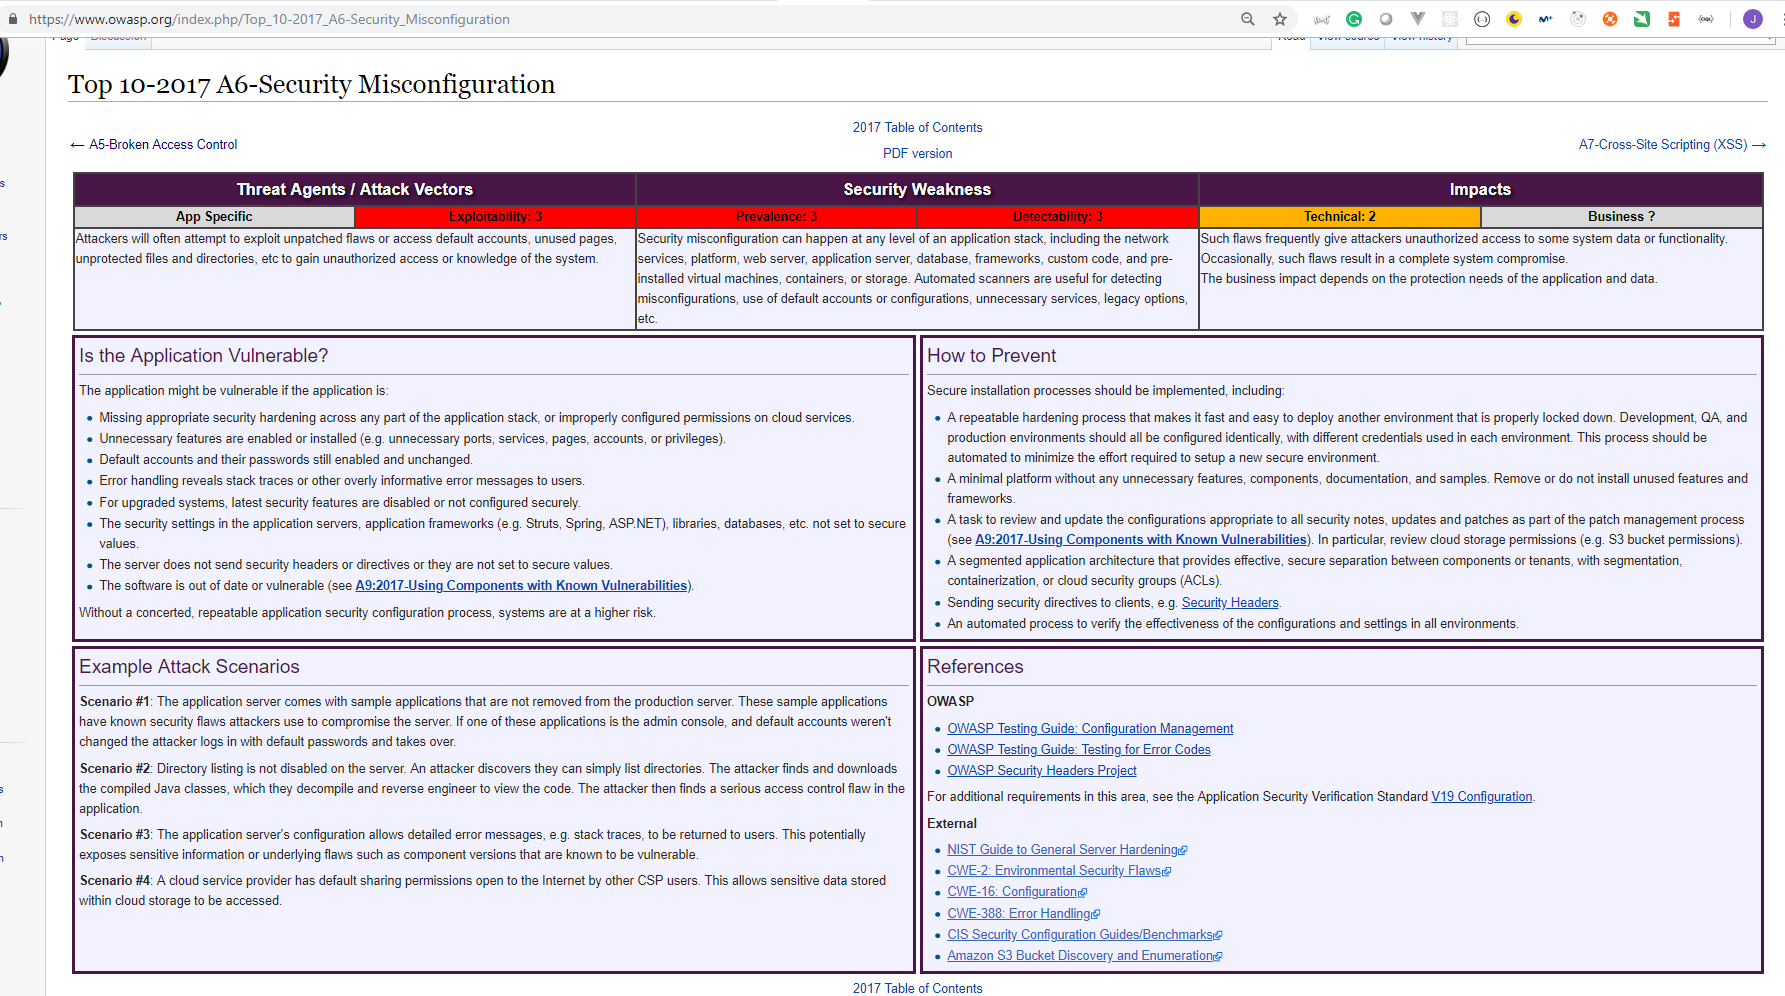 https://www.owasp.org/index.php/Top_10-2017_A6-Security_Misconfiguration
Page Discussion Read View source View history
Top 10-2017 A6-Security Misconfiguration
2017 Table of Contents
← A5-Broken Access Control
PDF version
A7-Cross-Site Scripting (XSS) →
Threat Agents / Attack Vectors Security Weakness Impacts
App Specific Exploitability: 3 Prevalence: 3 Detectability: 3 Technical: 2 Business ?
Attackers will often attempt to exploit unpatched flaws or access default accounts, unused pages,
unprotected files and directories, etc to gain unauthorized access or knowledge of the system.
Security misconfiguration can happen at any level of an application stack, including the network
services, platform, web server, application server, database, frameworks, custom code, and pre-
installed virtual machines, containers, or storage. Automated scanners are useful for detecting
misconfigurations, use of default accounts or configurations, unnecessary services, legacy options,
etc.
Such flaws frequently give attackers unauthorized access to some system data or functionality.
Occasionally, such flaws result in a complete system compromise.
The business impact depends on the protection needs of the application and data.
Is the Application Vulnerable?
The application might be vulnerable if the application is:
• Missing appropriate security hardening across any part of the application stack, or improperly configured permissions on cloud services.
• Unnecessary features are enabled or installed (e.g. unnecessary ports, services, pages, accounts, or privileges).
• Default accounts and their passwords still enabled and unchanged.
• Error handling reveals stack traces or other overly informative error messages to users.
• For upgraded systems, latest security features are disabled or not configured securely.
• The security settings in the application servers, application frameworks (e.g. Struts, Spring, ASP.NET), libraries, databases, etc. not set to secure
values.
• The server does not send security headers or directives or they are not set to secure values.
• The software is out of date or vulnerable (see A9:2017-Using Components with Known Vulnerabilities).
Without a concerted, repeatable application security configuration process, systems are at a higher risk.
How to Prevent
Secure installation processes should be implemented, including:
• A repeatable hardening process that makes it fast and easy to deploy another environment that is properly locked down. Development, QA, and
production environments should all be configured identically, with different credentials used in each environment. This process should be
automated to minimize the effort required to setup a new secure environment.
• A minimal platform without any unnecessary features, components, documentation, and samples. Remove or do not install unused features and
frameworks.
• A task to review and update the configurations appropriate to all security notes, updates and patches as part of the patch management process
(see A9:2017-Using Components with Known Vulnerabilities). In particular, review cloud storage permissions (e.g. S3 bucket permissions).
• A segmented application architecture that provides effective, secure separation between components or tenants, with segmentation,
containerization, or cloud security groups (ACLs).
• Sending security directives to clients, e.g. Security Headers.
• An automated process to verify the effectiveness of the configurations and settings in all environments.
Example Attack Scenarios
Scenario #1: The application server comes with sample applications that are not removed from the production server. These sample applications
have known security flaws attackers use to compromise the server. If one of these applications is the admin console, and default accounts weren't
changed the attacker logs in with default passwords and takes over.
Scenario #2: Directory listing is not disabled on the server. An attacker discovers they can simply list directories. The attacker finds and downloads
the compiled Java classes, which they decompile and reverse engineer to view the code. The attacker then finds a serious access control flaw in the
application.
Scenario #3: The application server's configuration allows detailed error messages, e.g. stack traces, to be returned to users. This potentially
exposes sensitive information or underlying flaws such as component versions that are known to be vulnerable.
Scenario #4: A cloud service provider has default sharing permissions open to the Internet by other CSP users. This allows sensitive data stored
within cloud storage to be accessed.
References
OWASP
• OWASP Testing Guide: Configuration Management
• OWASP Testing Guide: Testing for Error Codes
• OWASP Security Headers Project
For additional requirements in this area, see the Application Security Verification Standard V19 Configuration.
External
• NIST Guide to General Server Hardening
• CWE-2: Environmental Security Flaws
• CWE-16: Configuration
• CWE-388: Error Handling
• CIS Security Configuration Guides/Benchmarks
• Amazon S3 Bucket Discovery and Enumeration
2017 Table of Contents